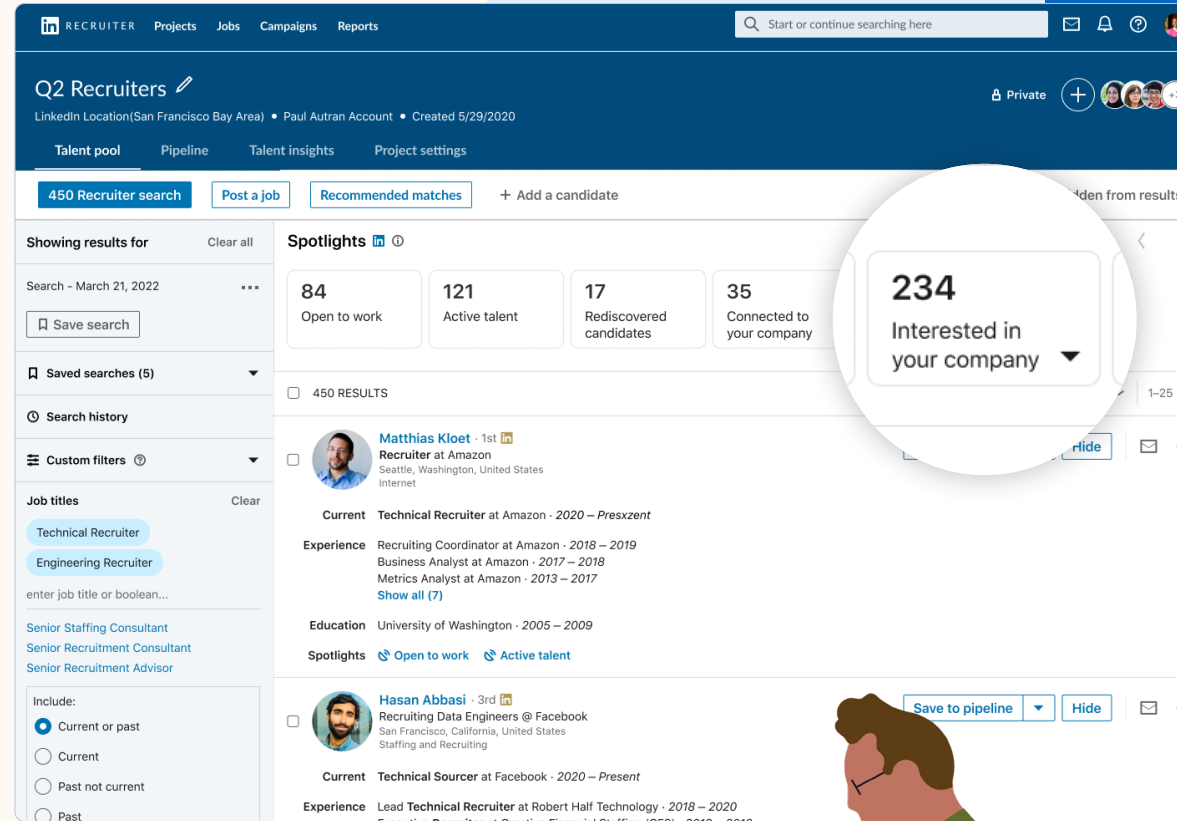 in RECRUITER Projects Jobs Campaigns Reports Start or continue searching here
Q2 Recruiters
Private
LinkedIn Location(San Francisco Bay Area) • Paul Autran Account • Created 5/29/2020
Talent pool Pipeline Talent insights Project settings
450 Recruiter search Post a job Recommended matches + Add a candidate from results
Showing results for Clear all
Search - March 21, 2022
Save search
Saved searches (5)
Search history
Custom filters
Job titles Clear
Technical Recruiter
Engineering Recruiter
enter job title or boolean...
Senior Staffing Consultant
Senior Recruitment Consultant
Senior Recruitment Advisor
Include:
Current or past
Current
Past not current
Past
Spotlights in
84
Open to work
121
Active talent
17
Rediscovered
candidates
35
Connected to
your company
234
Interested in
your company
450 RESULTS 1–25
Matthias Kloet · 1st in
Hide
Recruiter at Amazon
Seattle, Washington, United States
Internet
Current Technical Recruiter at Amazon · 2020 – Presxzent
Experience Recruiting Coordinator at Amazon · 2018 – 2019
Business Analyst at Amazon · 2017 – 2018
Metrics Analyst at Amazon · 2013 – 2017
Show all (7)
Education University of Washington · 2005 – 2009
Spotlights Open to work Active talent
Hasan Abbasi · 3rd in
Save to pipeline Hide
Recruiting Data Engineers @ Facebook
San Francisco, California, United States
Staffing and Recruiting
Current Technical Sourcer at Facebook · 2020 – Present
Experience Lead Technical Recruiter at Robert Half Technology · 2018 – 2020